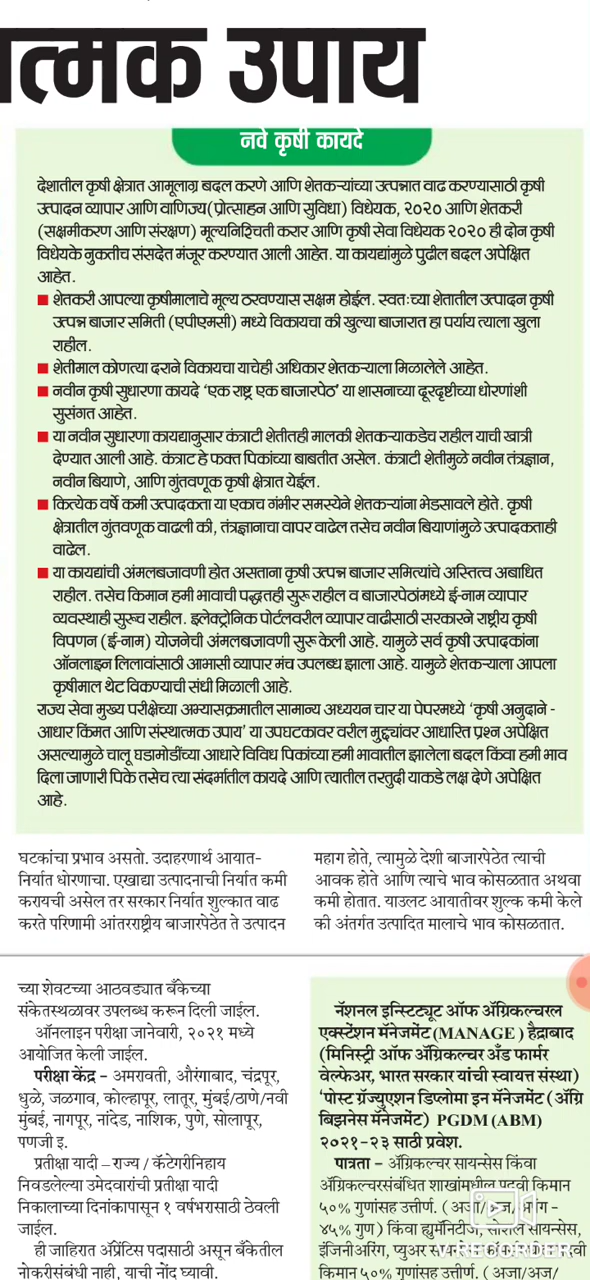 त्मक उपाय
नवे कृषी कायदे
देशातील कृषी क्षेत्रात आमूलाग्र बदल करणे आणि शेतकऱ्यांच्या उत्पन्नात वाढ करण्यासाठी कृषी
उत्पादन व्यापार आणि वाणिज्य(प्रोत्साहन आणि सुविधा) विधेयक, २०२० आणि शेतकरी
(सक्षमीकरण आणि संरक्षण) मूल्यनिश्चिती करार आणि कृषी सेवा विधेयक २०२० ही दोन कृषी
विधेयके नुकतीच संसदेत मंजूर करण्यात आली आहेत. या कायद्यांमुळे पुढील बदल अपेक्षित
आहेत.
■ शेतकरी आपल्या कृषीमालाचे मूल्य ठरवण्यास सक्षम होईल. स्वतःच्या शेतातील उत्पादन कृषी
उत्पन्न बाजार समिती (एपीएमसी) मध्ये विकायचा की खुल्या बाजारात हा पर्याय त्याला खुला
राहील.
■ शेतीमाल कोणत्या दराने विकायचा याचेही अधिकार शेतकऱ्याला मिळालेले आहेत.
■ नवीन कृषी सुधारणा कायदे ‘एक राष्ट्र एक बाजारपेठ’ या शासनाच्या दूरदृष्टीच्या धोरणांशी
सुसंगत आहेत.
■ या नवीन सुधारणा कायद्यानुसार कंत्राटी शेतीतही मालकी शेतकऱ्याकडेच राहील याची खात्री
देण्यात आली आहे. कंत्राट हे फक्त पिकांच्या बाबतीत असेल. कंत्राटी शेतीमुळे नवीन तंत्रज्ञान,
नवीन बियाणे, आणि गुंतवणूक कृषी क्षेत्रात येईल.
■ कित्येक वर्षे कमी उत्पादकता या एकाच गंभीर समस्येने शेतकऱ्यांना भेडसावले होते. कृषी
क्षेत्रातील गुंतवणूक वाढली की, तंत्रज्ञानाचा वापर वाढेल तसेच नवीन बियाणांमुळे उत्पादकताही
वाढेल.
■ या कायद्यांची अंमलबजावणी होत असताना कृषी उत्पन्न बाजार समित्यांचे अस्तित्व अबाधित
राहील. तसेच किमान हमी भावाची पद्धतही सुरू राहील व बाजारपेठांमध्ये ई-नाम व्यापार
व्यवस्थाही सुरूच राहील. इलेक्ट्रोनिक पोर्टलवरील व्यापार वाढीसाठी सरकारने राष्ट्रीय कृषी
विपणन (ई-नाम) योजनेची अंमलबजावणी सुरू केली आहे. यामुळे सर्व कृषी उत्पादकांना
ऑनलाइन लिलावांसाठी आभासी व्यापार मंच उपलब्ध झाला आहे. यामुळे शेतकऱ्याला आपला
कृषीमाल थेट विकण्याची संधी मिळाली आहे.
राज्य सेवा मुख्य परीक्षेच्या अभ्यासक्रमातील सामान्य अध्ययन चार या पेपरमध्ये ‘कृषी अनुदाने -
आधार किंमत आणि संस्थात्मक उपाय’ या उपघटकावर वरील मुद्द्यांवर आधारित प्रश्न अपेक्षित
असल्यामुळे चालू घडामोडींच्या आधारे विविध पिकांच्या हमी भावातील झालेला बदल किंवा हमी भाव
दिला जाणारी पिके तसेच त्या संदर्भातील कायदे आणि त्यातील तरतुदी याकडे लक्ष देणे अपेक्षित
आहे.
घटकांचा प्रभाव असतो. उदाहरणार्थ आयात-
निर्यात धोरणाचा. एखाद्या उत्पादनाची निर्यात कमी
करायची असेल तर सरकार निर्यात शुल्कात वाढ
करते परिणामी आंतरराष्ट्रीय बाजारपेठेत ते उत्पादन
महाग होते, त्यामुळे देशी बाजारपेठेत त्याची
आवक होते आणि त्याचे भाव कोसळतात अथवा
कमी होतात. याउलट आयातीवर शुल्क कमी केले
की अंतर्गत उत्पादित मालाचे भाव कोसळतात.
च्या शेवटच्या आठवड्यात बँकेच्या
संकेतस्थळावर उपलब्ध करून दिली जाईल.
ऑनलाइन परीक्षा जानेवारी, २०२१ मध्ये
आयोजित केली जाईल.
परीक्षा केंद्र – अमरावती, औरंगाबाद, चंद्रपूर,
धुळे, जळगाव, कोल्हापूर, लातूर, मुंबई/ठाणे/नवी
मुंबई, नागपूर, नांदेड, नाशिक, पुणे, सोलापूर,
पणजी इ.
प्रतीक्षा यादी – राज्य / कॅटेगरीनिहाय
निवडलेल्या उमेदवारांची प्रतीक्षा यादी
निकालाच्या दिनांकापासून १ वर्षभरासाठी ठेवली
जाईल.
ही जाहिरात अ‍ॅप्रेंटिस पदासाठी असून बँकेतील
नोकरीसंबंधी नाही, याची नोंद घ्यावी.
नॅशनल इन्स्टिट्यूट ऑफ अ‍ॅग्रिकल्चरल
एक्स्टेंशन मॅनेजमेंट (MANAGE ) हैद्राबाद
(मिनिस्ट्री ऑफ अ‍ॅग्रिकल्चर अँड फार्मर
वेल्फेअर, भारत सरकार यांची स्वायत्त संस्था)
‘पोस्ट ग्रॅज्युएशन डिप्लोमा इन मॅनेजमेंट ( अ‍ॅग्रि
बिझनेस मॅनेजमेंट) PGDM (ABM)
२०२१-२३ साठी प्रवेश.
पात्रता – अ‍ॅग्रिकल्चर सायन्सेस किंवा
अ‍ॅग्रिकल्चरसंबंधित शाखांमधील पदवी किमान
५०% गुणांसह उत्तीर्ण. ( अजा/अज/अपंग -
४५% गुण ) किंवा ह्युमॅनिटीज, सोशल सायन्सेस,
इंजिनीअरिंग, प्युअर
किमान ५०% गुणांसह उत्तीर्ण. ( अजा/अज/
V RECORDER